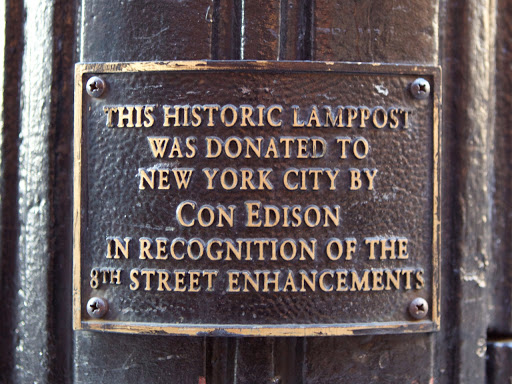 THIS HISTORIC LAMPPOST
WAS DONATED TO
NEW YORK CITY BY
CON EDISON
IN RECOGNITION OF THE
8TH STREET ENHANCEMENTS